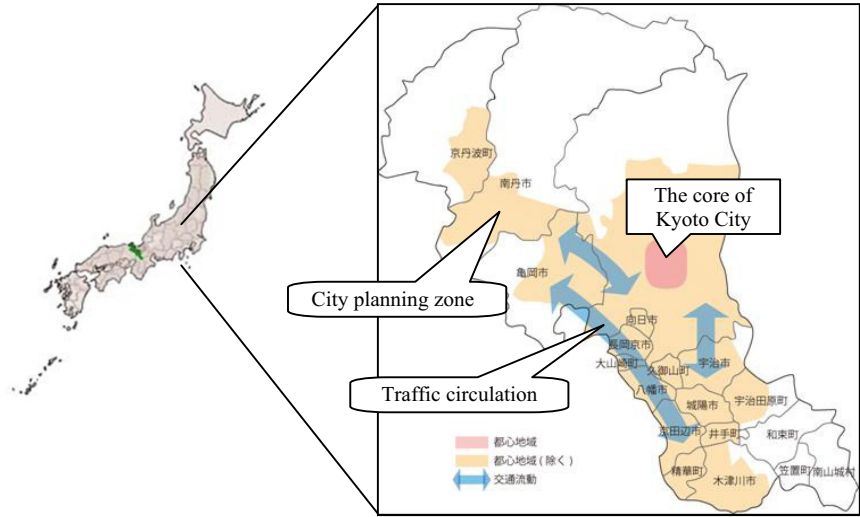 京丹波町
南丹市
The core of
Kyoto City
亀岡市
City planning zone
向日市
長岡京市
大山崎町
久御山町
宇治市
八幡市
Traffic circulation
城陽市
宇治田原町
京田辺市
井手町
和束町
都心地域
都心地域(除く)
交通流動
精華町
木津川市
笠置町
南山城村